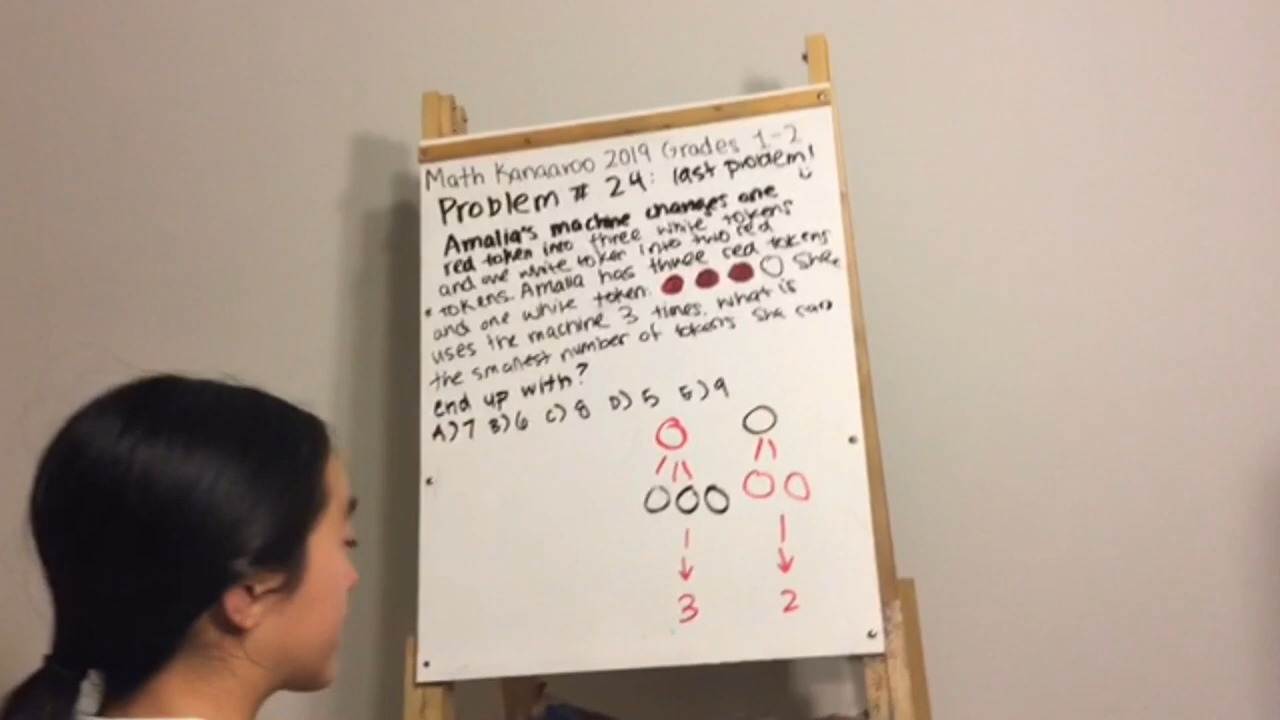 Math Kangaroo 2019 Grades 1-2
Problem # 24: last problem!
Amalia's machine changes one
red token into three white tokens
and one white token into two red
tokens. Amalia has three red tokens
and one white token. She
uses the machine 3 times. What is
the smallest number of tokens she can
end up with?
A) 7 B) 6 C) 8 D) 5 E) 9
3 2